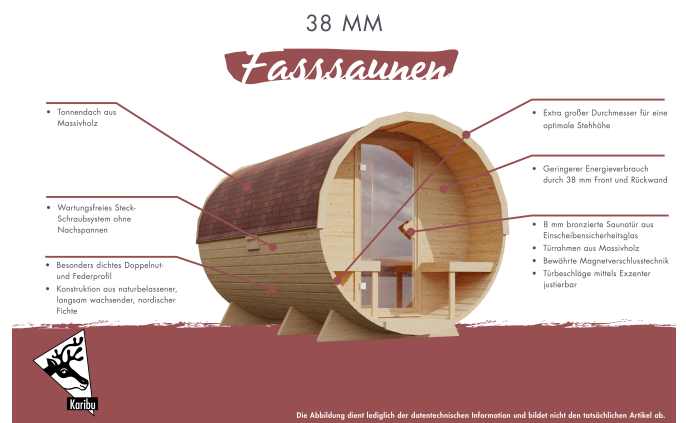 38 MM
Fasssaunen
• Tonnendach aus
Massivholz
• Wartungsfreies Steck-
Schraubsystem ohne
Nachspannen
• Besonders dichtes Doppelnut-
und Federprofil
• Konstruktion aus naturbelassener,
langsam wachsender, nordischer
Fichte
• Extra großer Durchmesser für eine
optimale Stehhöhe
• Geringerer Energieverbrauch
durch 38 mm Front und Rückwand
• 8 mm bronzierte Saunatür aus
Einscheibensicherheitsglas
• Türrahmen aus Massivholz
• Bewährte Magnetverschlusstechnik
• Türbeschläge mittels Exzenter
justierbar
Karibu
Die Abbildung dient lediglich der datentechnischen Information und bildet nicht den tatsächlichen Artikel ab.